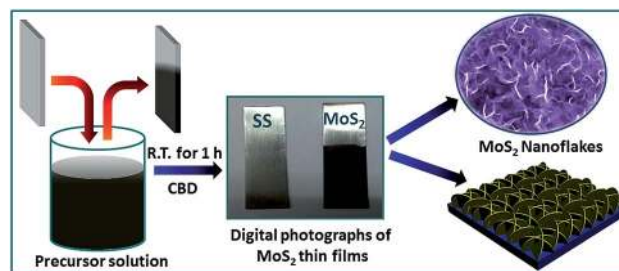 Precursor solution
R.T. for 1 h
CBD
SS
MoS₂
Digital photographs of
MoS₂ thin films
MoS₂ Nanoflakes